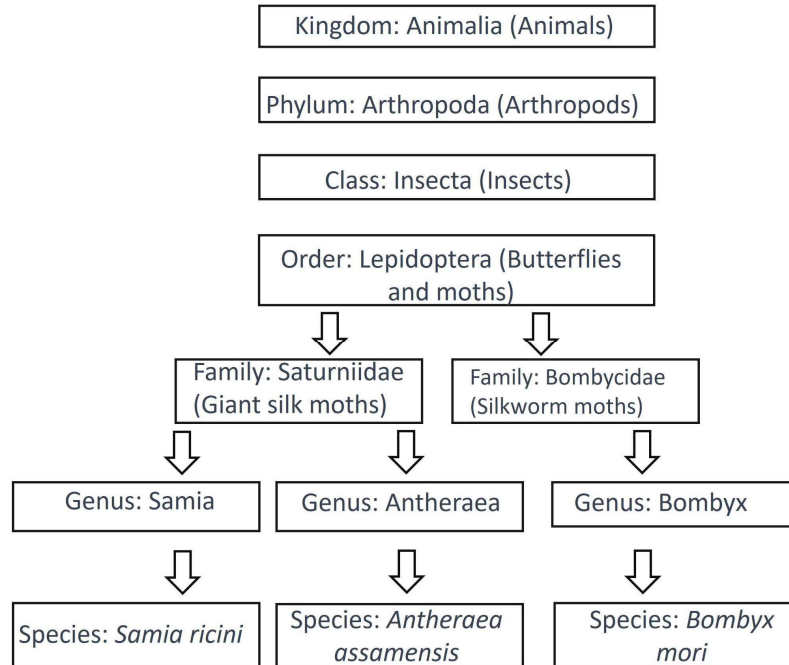 Kingdom: Animalia (Animals)
Phylum: Arthropoda (Arthropods)
Class: Insecta (Insects)
Order: Lepidoptera (Butterflies
and moths)
Family: Saturniidae
(Giant silk moths)
Family: Bombycidae
(Silkworm moths)
Genus: Samia
Genus: Antheraea
Genus: Bombyx
Species: Samia ricini
Species: Antheraea
assamensis
Species: Bombyx
mori